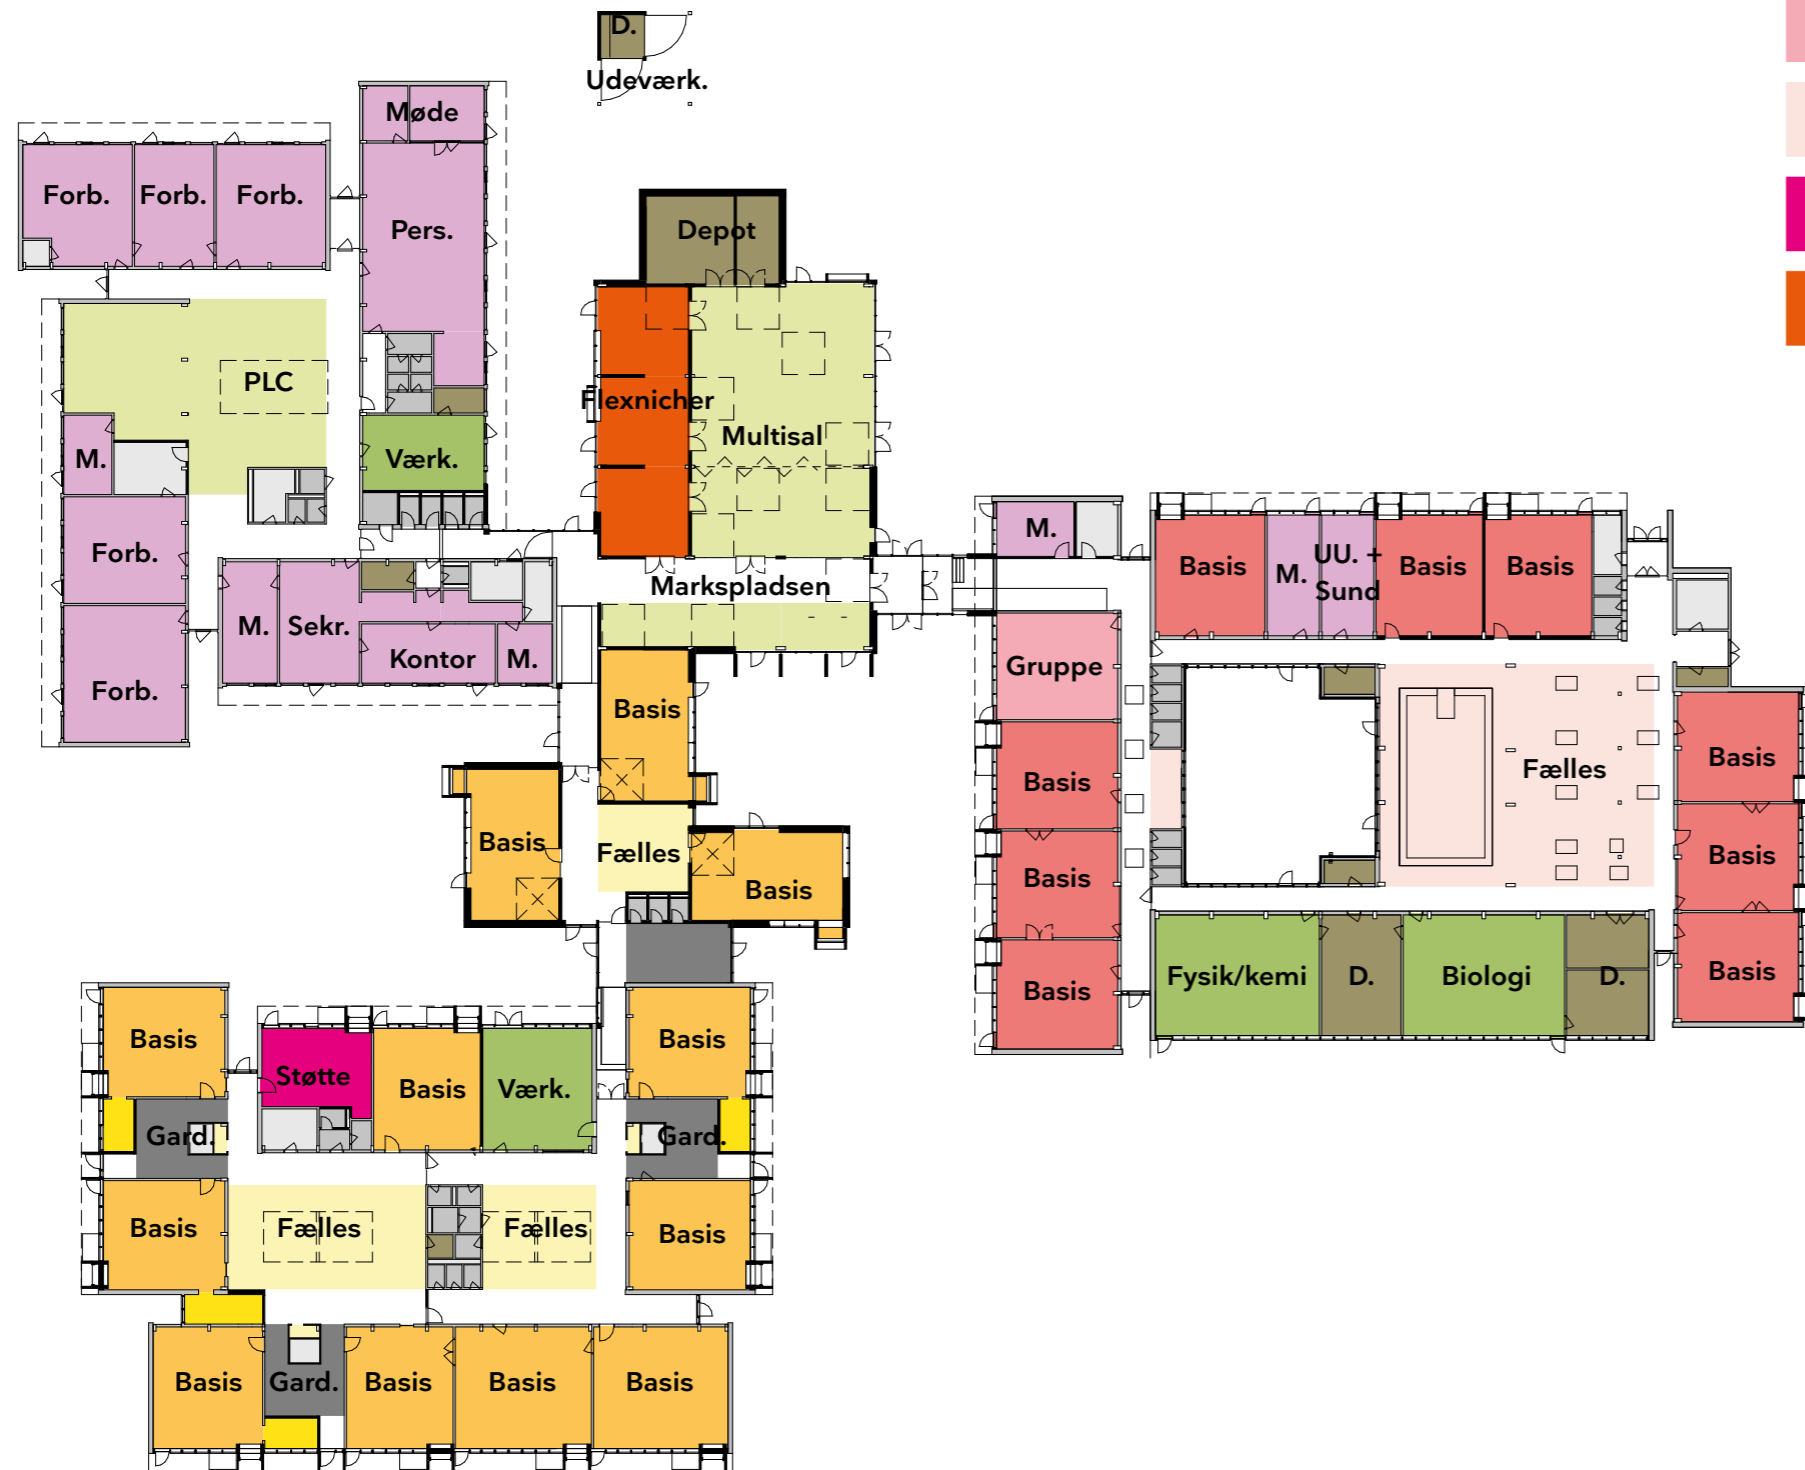 D.
Udeværk.
Møde
Forb.
Forb.
Forb.
Pers.
Depot
PLC
Flexnicher
Multisal
M.
Værk.
Forb.
M.
Basis
M.
UU. +
Sund
Basis
Basis
Markspladsen
M.
Sekr.
Kontor
M.
Gruppe
Forb.
Basis
Basis
Basis
Fælles
Basis
Fælles
Basis
Basis
Basis
Basis
Fysik/kemi
D.
Biologi
D.
Basis
Basis
Basis
Støtte
Basis
Værk.
Basis
Gard.
Gard.
Basis
Fælles
Fælles
Basis
Basis
Gard.
Basis
Basis
Basis